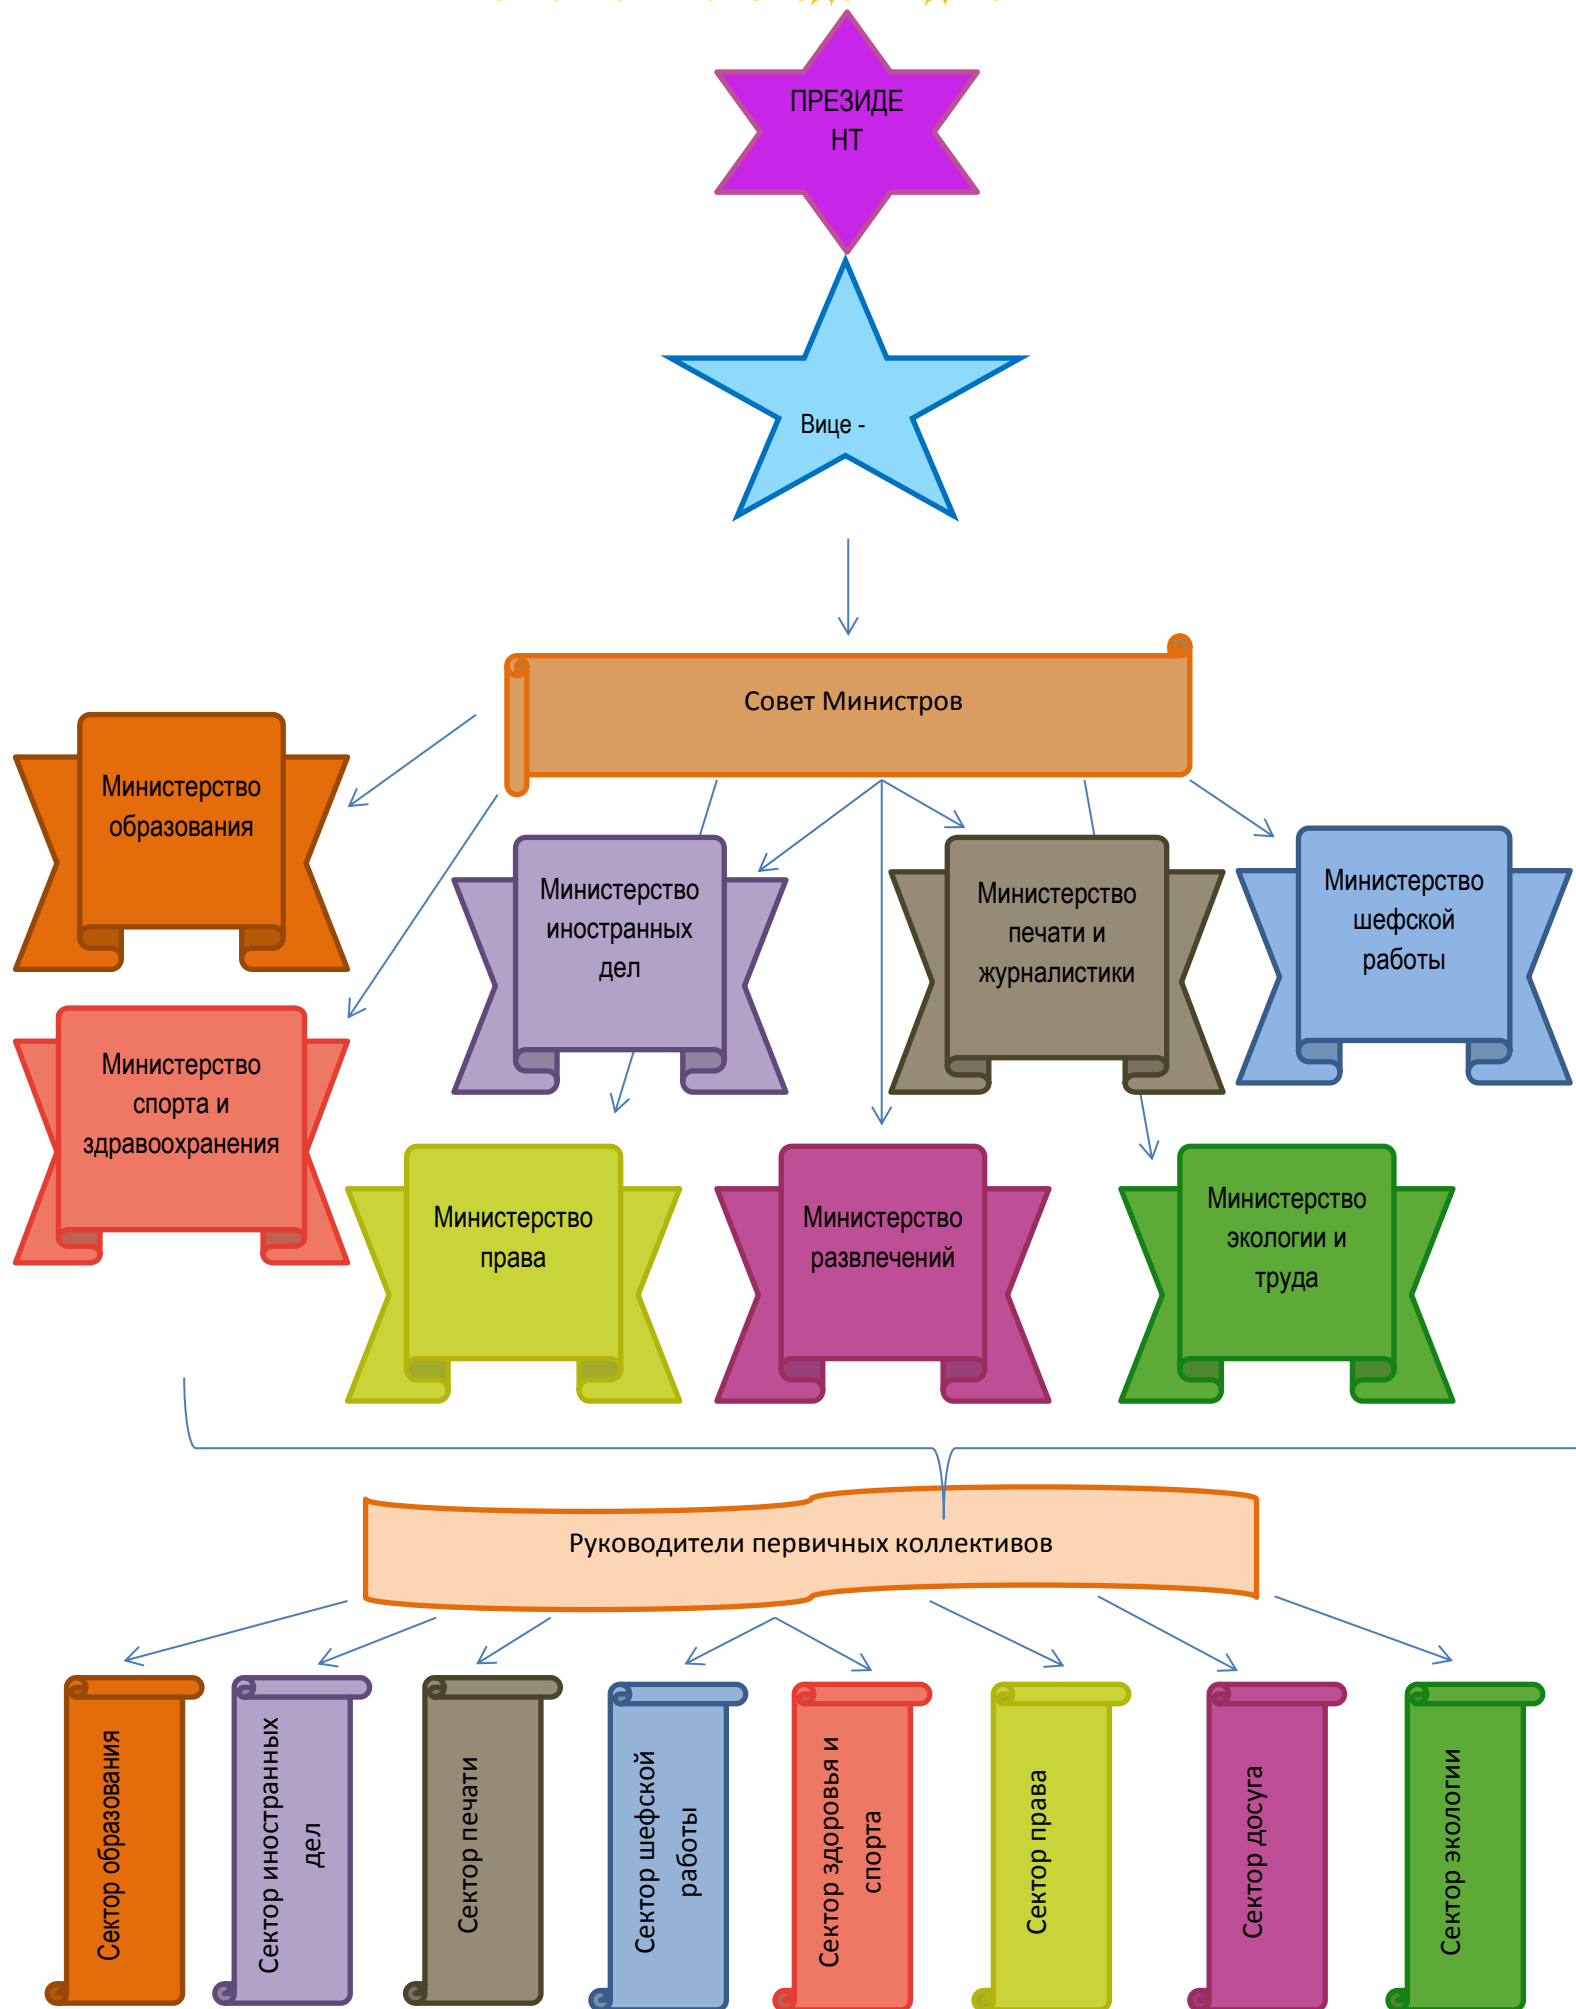 ПРЕЗИДЕ
НТ
Вице -
Совет Министров
Министерство
образования
Министерство
иностранных
дел
Министерство
печати и
журналистики
Министерство
шефской
работы
Министерство
спорта и
здравоохранения
Министерство
права
Министерство
развлечений
Министерство
экологии и
труда
Руководители первичных коллективов
Сектор образования
Сектор иностранных
дел
Сектор печати
Сектор шефской
работы
Сектор здоровья и
спорта
Сектор права
Сектор досуга
Сектор экологии